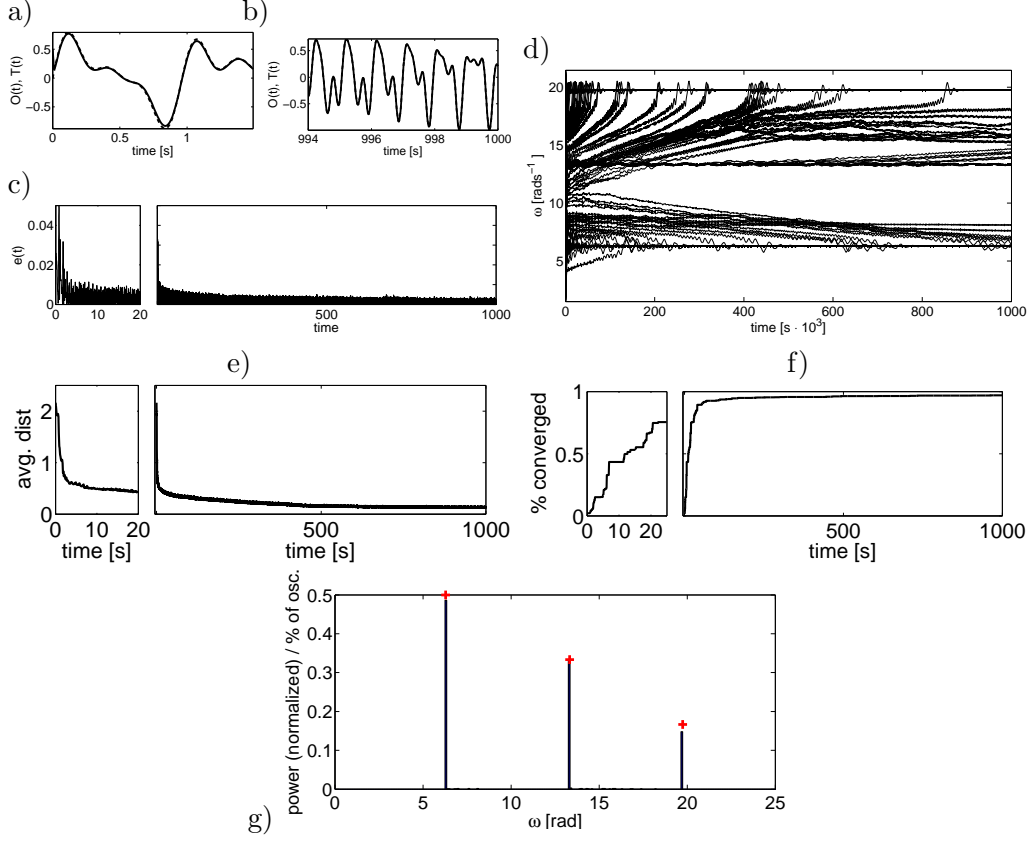 a)
O(t), T(t)
0.5
0
−0.5
0
0.5
1
time [s]
b)
O(t), T(t)
0.5
0
−0.5
994
996
998
1000
time [s]
c)
e(t)
0.04
0.02
0
0
10
20
500
1000
time
d)
ω [rads⁻¹ ]
20
15
10
5
0
200
400
600
800
1000
time [s · 10³]
e)
avg. dist
2
1
0
0
10
20
time [s]
500
1000
time [s]
f)
% converged
1
0.5
0
0
10
20
time [s]
500
1000
time [s]
g)
power (normalized) / % of osc.
0.5
0.4
0.3
0.2
0.1
0
0
5
10
15
20
25
ω [rad]